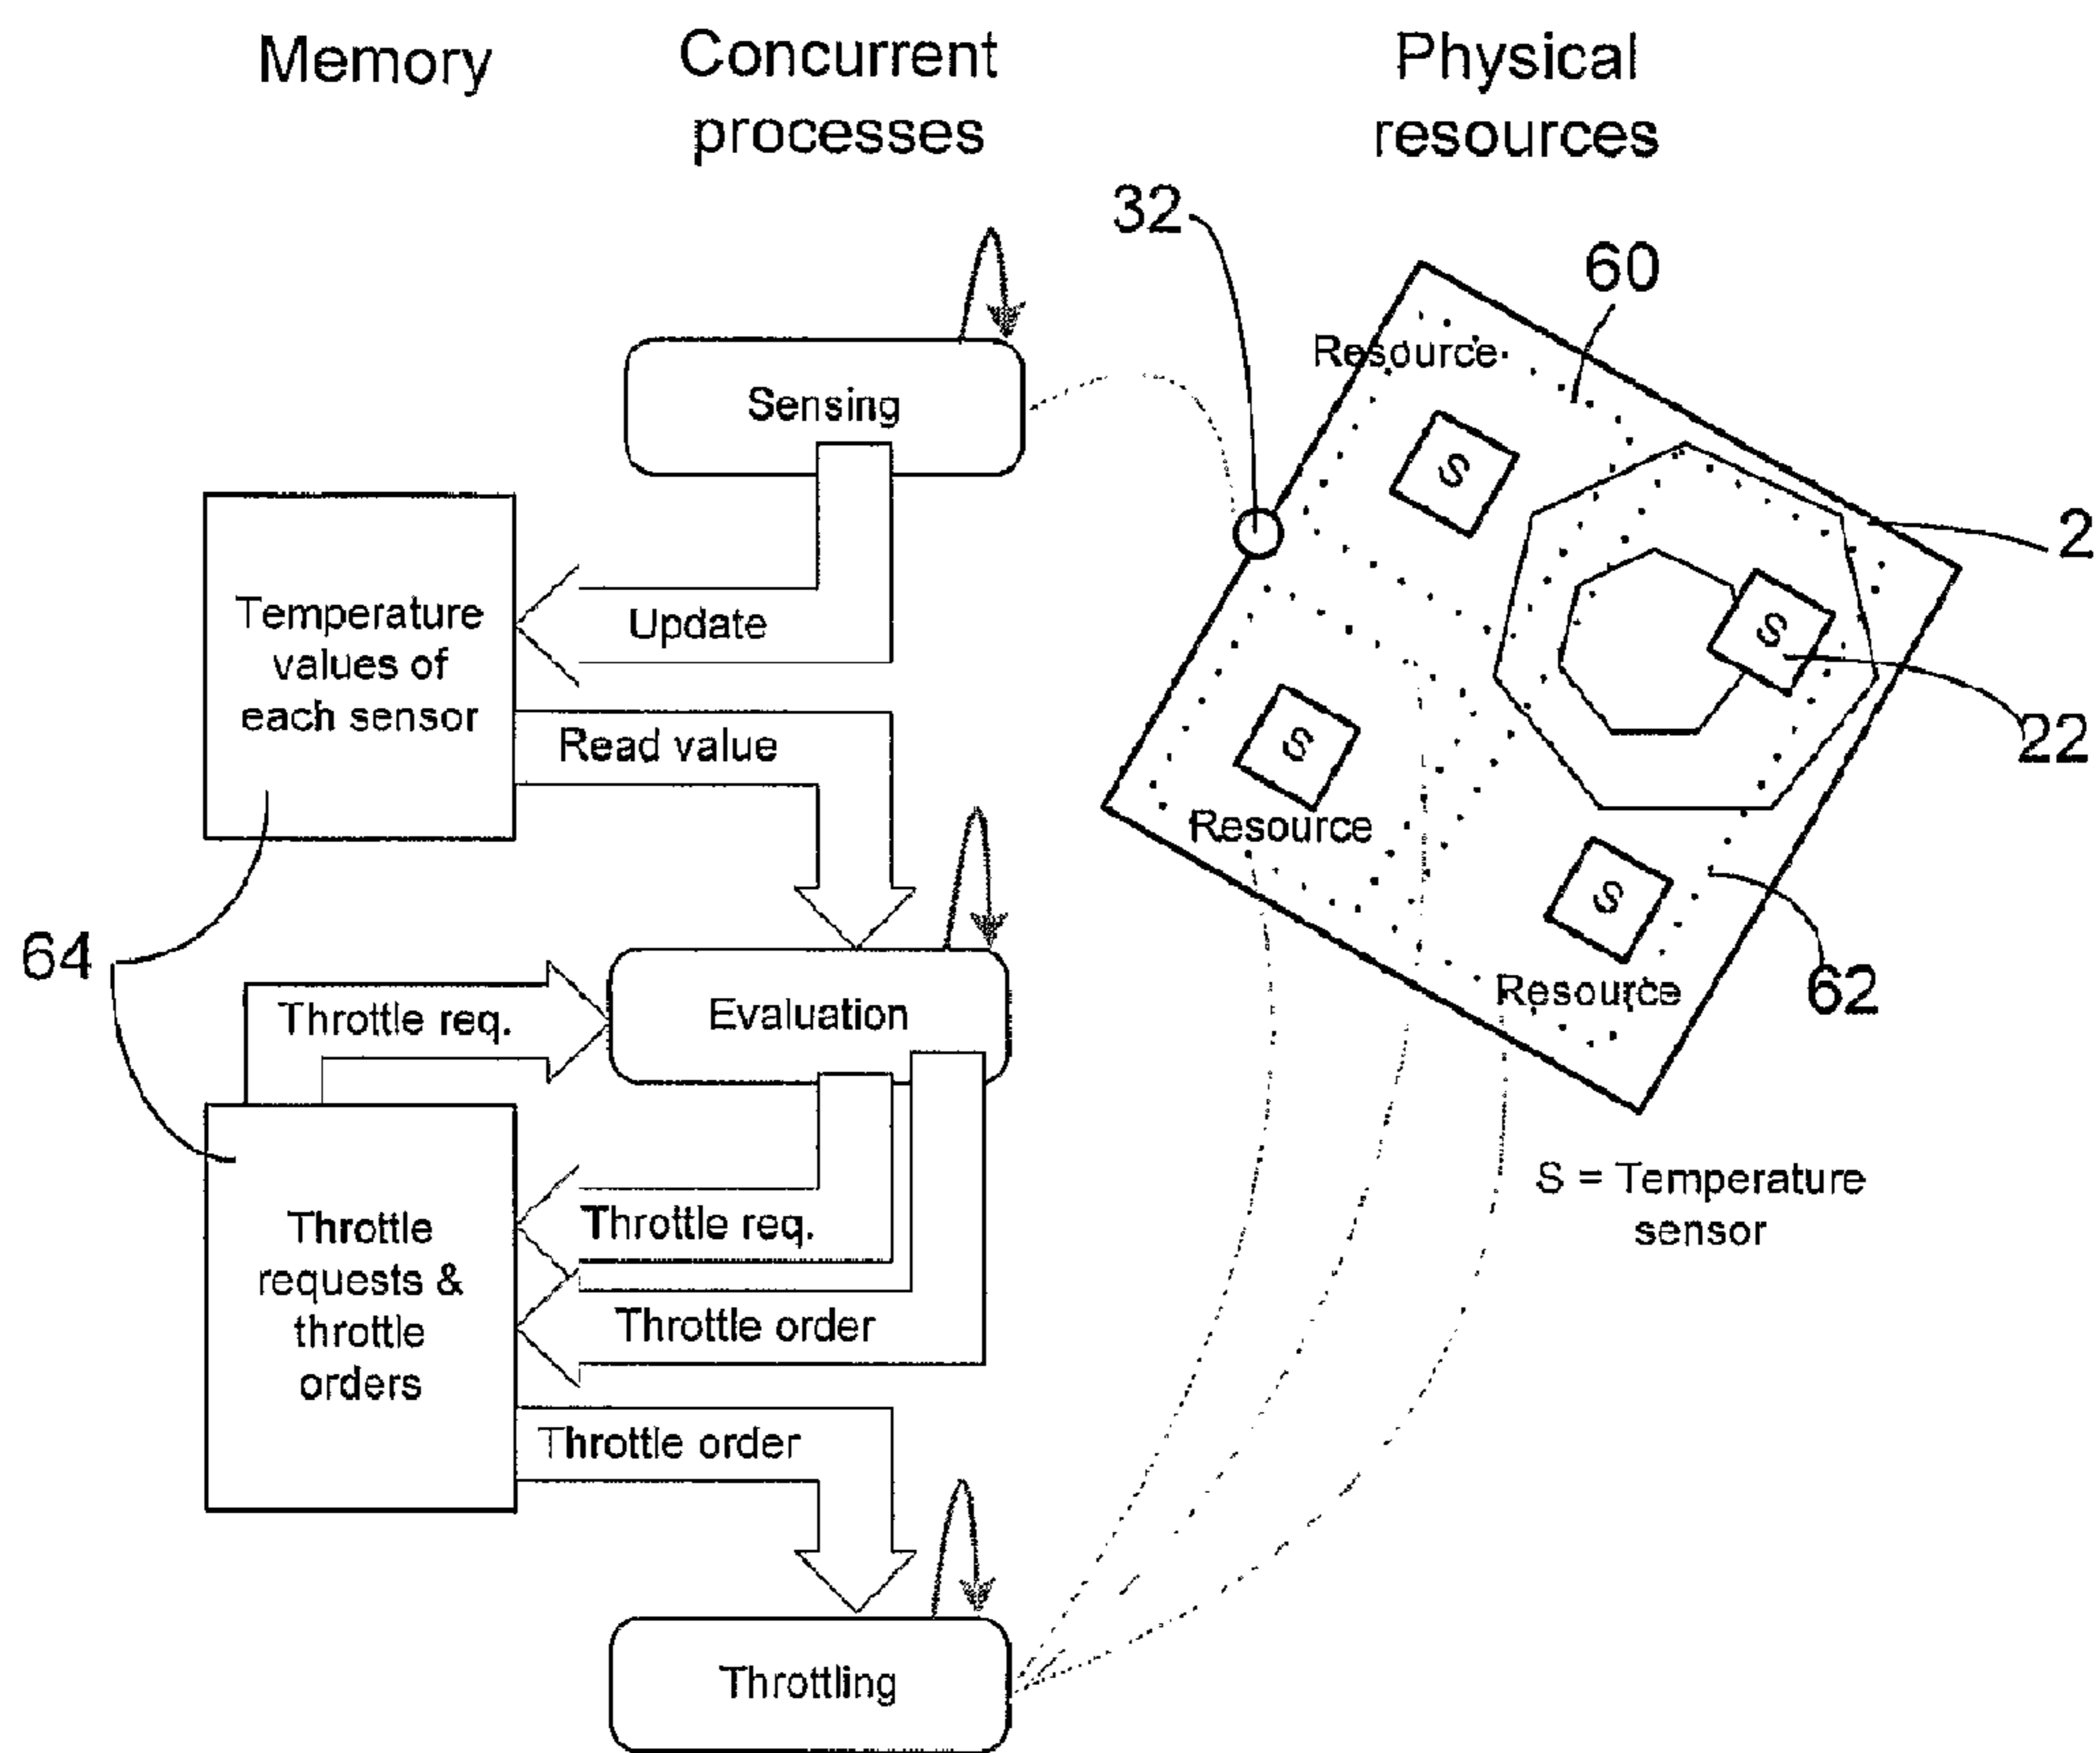 Memory
Concurrent
processes
Physical
resources
32
60
Resource
Sensing
S
2
Temperature
values of
each sensor
Update
S
22
Read value
S
Resource
S
64
62
Throttle req.
Evaluation
Resource
S = Temperature
sensor
Throttle
requests &
throttle
orders
Throttle req.
Throttle order
Throttle order
Throttling